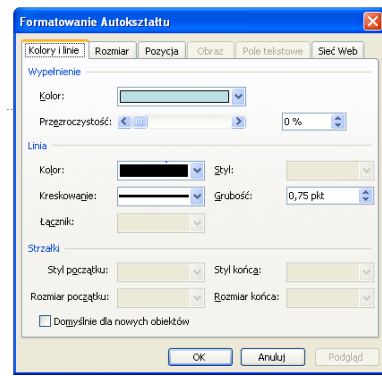 Formatowanie Autokształtu
Kolory i linie Rozmiar Pozycja Obraz Pole tekstowe Sieć Web
Wypełnienie
Kolor:
Przezroczystość: 0 %
Linia
Kolor: Styl:
Kreskowanie: Grubość: 0,75 pkt
Łącznik:
Strzałki
Styl początku: Styl końca:
Rozmiar początku: Rozmiar końca:
Domyślnie dla nowych obiektów
OK Anuluj Podgląd